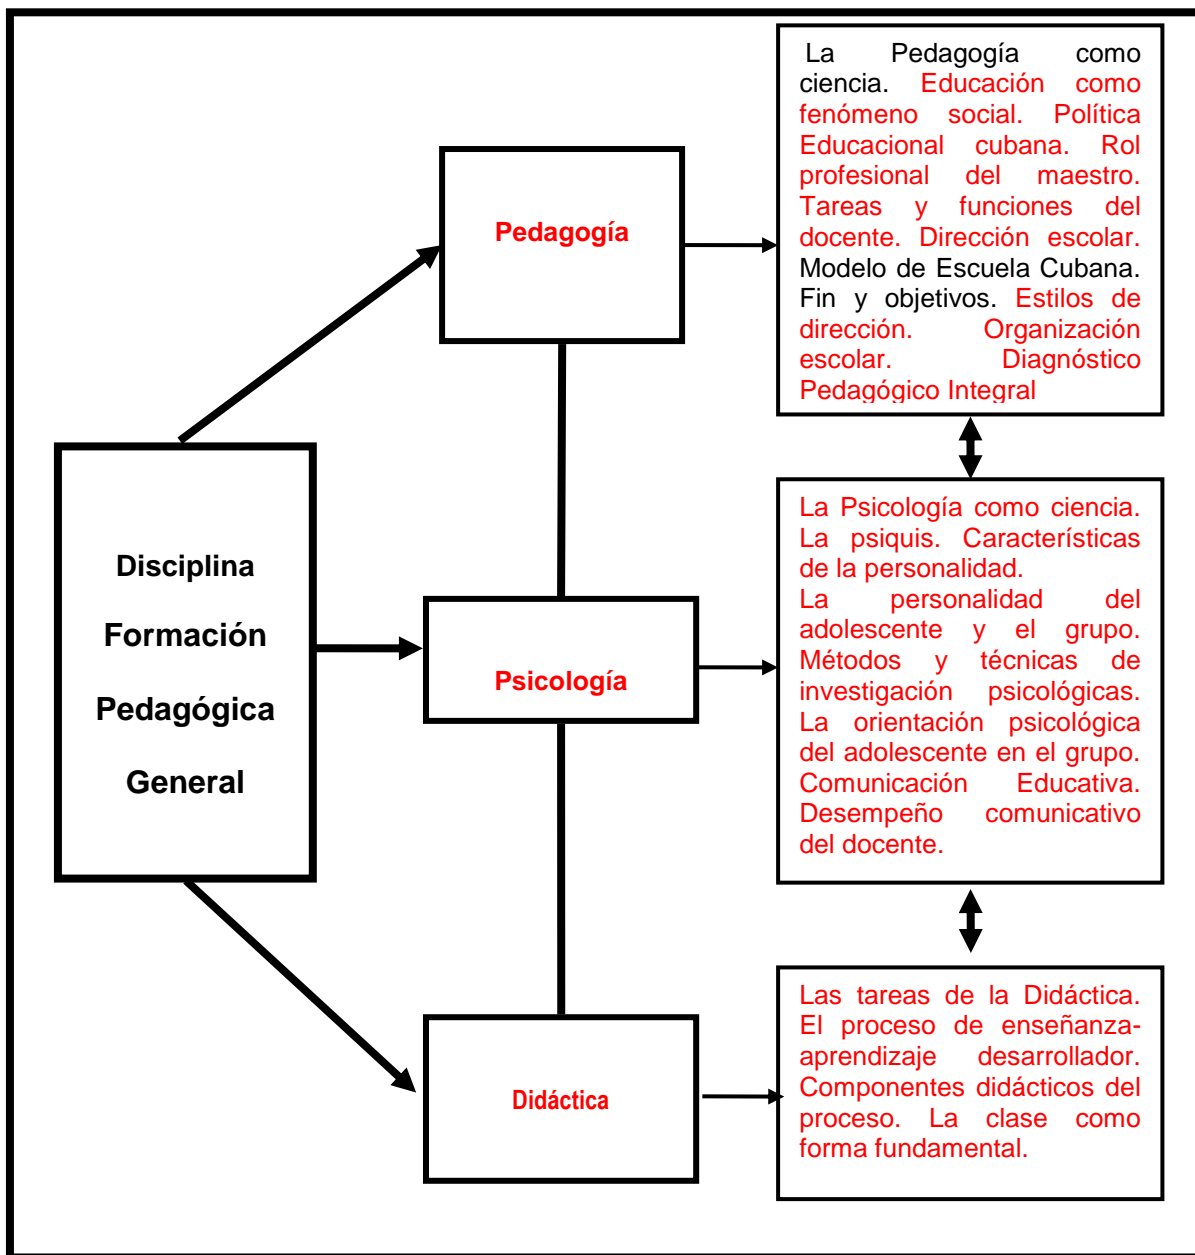 Disciplina
Formación
Pedagógica
General
Pedagogía
La Pedagogía como
ciencia. Educación como
fenómeno social. Política
Educacional cubana. Rol
profesional del maestro.
Tareas y funciones del
docente. Dirección escolar.
Modelo de Escuela Cubana.
Fin y objetivos. Estilos de
dirección. Organización
escolar. Diagnóstico
Pedagógico Integral
Psicología
La Psicología como ciencia.
La psiquis. Características
de la personalidad.
La personalidad del
adolescente y el grupo.
Métodos y técnicas de
investigación psicológicas.
La orientación psicológica
del adolescente en el grupo.
Comunicación Educativa.
Desempeño comunicativo
del docente.
Didáctica
Las tareas de la Didáctica.
El proceso de enseñanza-
aprendizaje desarrollador.
Componentes didácticos del
proceso. La clase como
forma fundamental.